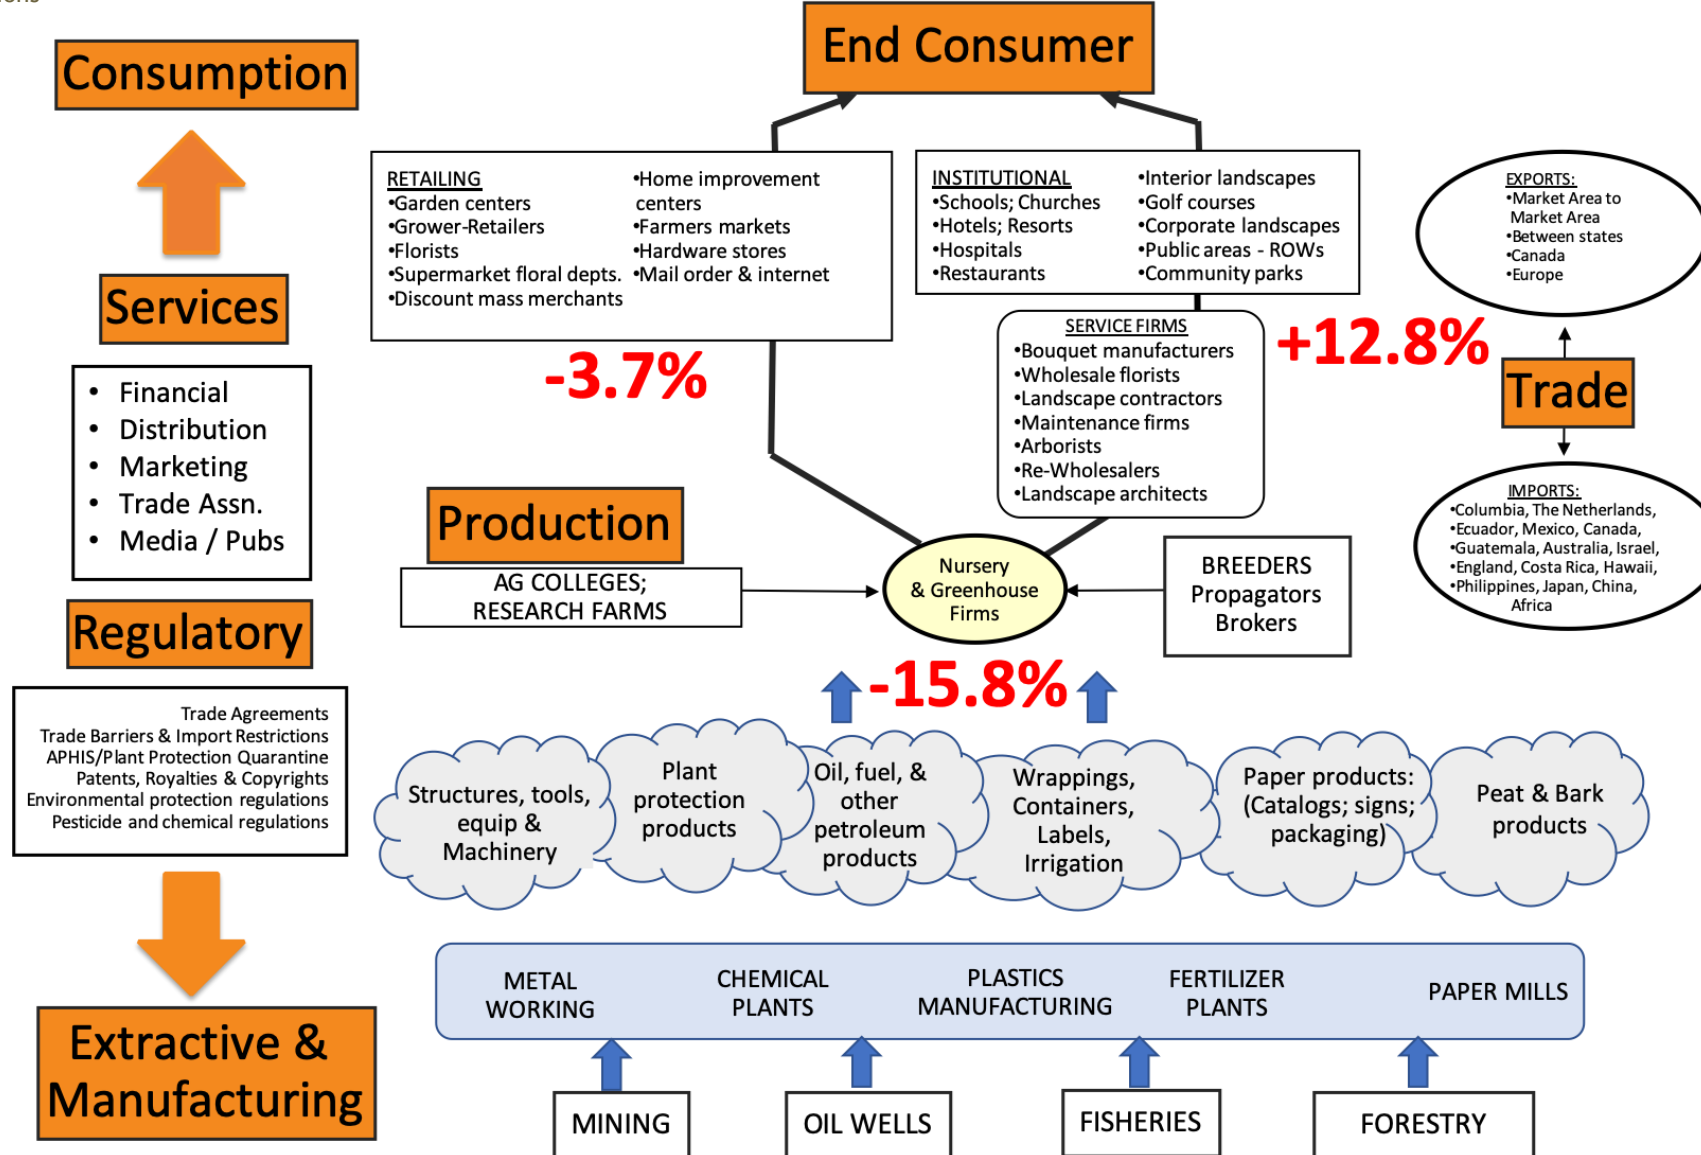 Consumption
End Consumer
RETAILING
•Garden centers
•Grower-Retailers
•Florists
•Supermarket floral depts.
•Discount mass merchants
•Home improvement
centers
•Farmers markets
•Hardware stores
•Mail order & internet
INSTITUTIONAL
•Schools; Churches
•Hotels; Resorts
•Hospitals
•Restaurants
•Interior landscapes
•Golf courses
•Corporate landscapes
•Public areas - ROWs
•Community parks
EXPORTS:
•Market Area to
Market Area
•Between states
•Canada
•Europe
Services
• Financial
• Distribution
• Marketing
• Trade Assn.
• Media / Pubs
-3.7%
SERVICE FIRMS
•Bouquet manufacturers
•Wholesale florists
•Landscape contractors
•Maintenance firms
•Arborists
•Re-Wholesalers
•Landscape architects
+12.8%
Trade
IMPORTS:
•Columbia, The Netherlands,
•Ecuador, Mexico, Canada,
•Guatemala, Australia, Israel,
•England, Costa Rica, Hawaii,
•Philippines, Japan, China,
Africa
Production
AG COLLEGES;
RESEARCH FARMS
Nursery
& Greenhouse
Firms
BREEDERS
Propagators
Brokers
Regulatory
Trade Agreements
Trade Barriers & Import Restrictions
APHIS/Plant Protection Quarantine
Patents, Royalties & Copyrights
Environmental protection regulations
Pesticide and chemical regulations
-15.8%
Structures, tools,
equip &
Machinery
Plant
protection
products
Oil, fuel, &
other
petroleum
products
Wrappings,
Containers,
Labels,
Irrigation
Paper products:
(Catalogs; signs;
packaging)
Peat & Bark
products
Extractive &
Manufacturing
METAL
WORKING
CHEMICAL
PLANTS
PLASTICS
MANUFACTURING
FERTILIZER
PLANTS
PAPER MILLS
MINING
OIL WELLS
FISHERIES
FORESTRY